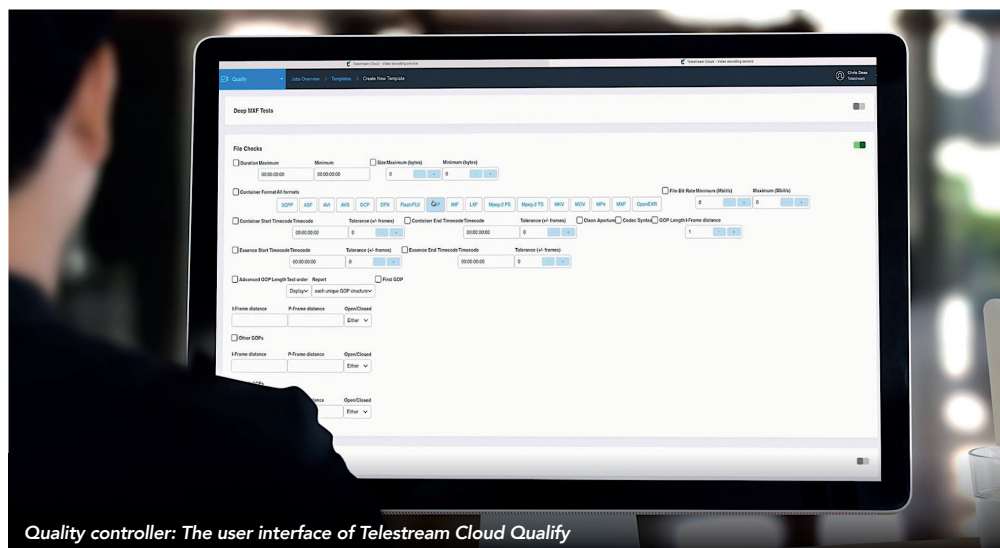 Telestream Cloud - Video encoding service
Telestream Cloud - Video encoding service
Qualify
Jobs Overview > Templates > Create New Template
Chris Dees
Telestream
Deep MXF Tests
File Checks
Duration Maximum Minimum Size Maximum (bytes) Minimum (bytes)
00:00:00:00 00:00:00:00 0 - + 0 - +
Container Format All formats File Bit Rate Minimum (Mbit/s) Maximum (Mbit/s)
3GPP ASF AVI AVS DCP DPX Flash/FLV IMF LXF Mpeg-2 PS Mpeg-2 TS MKV MOV MP4 MXF OpenEXR 0 - + 0 - +
Container Start Timecode Timecode Tolerance (+/- frames) Container End Timecode Timecode Tolerance (+/- frames) Clean Aperture Codec Syntax GOP Length I-Frame distance
00:00:00:00 0 - + 00:00:00:00 0 - + 1 - +
Essence Start Timecode Timecode Tolerance (+/- frames) Essence End Timecode Timecode Tolerance (+/- frames)
00:00:00:00 0 - + 00:00:00:00 0 - +
Advanced GOP Length Test order Report First GOP
Display each unique GOP structure
I-Frame distance P-Frame distance Open/Closed
Either
Other GOPs
I-Frame distance P-Frame distance Open/Closed
Either
GOPs
Open/Closed
Either
Quality controller: The user interface of Telestream Cloud Qualify